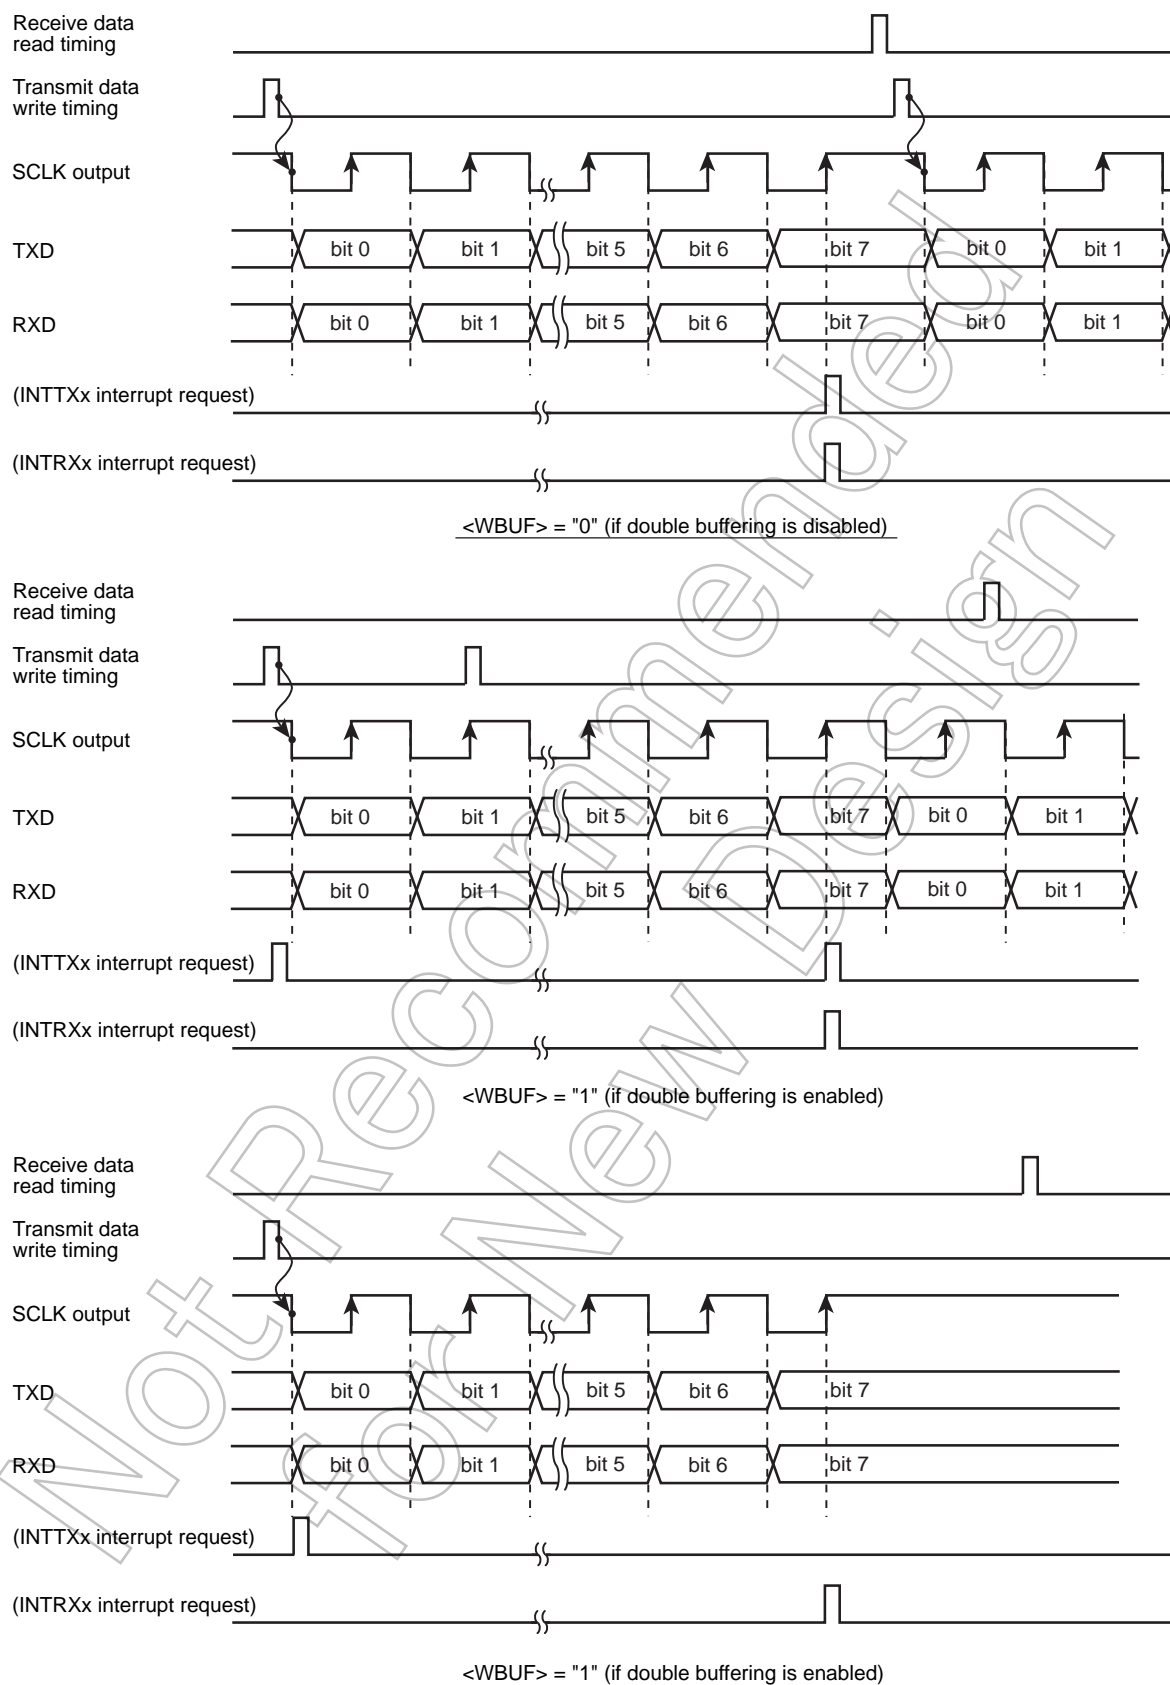 Receive data
read timing
Transmit data
write timing
SCLK output
TXD
bit 0 bit 1 bit 5 bit 6 bit 7 bit 0 bit 1
RXD
bit 0 bit 1 bit 5 bit 6 bit 7 bit 0 bit 1
(INTTXx interrupt request)
(INTRXx interrupt request)
<WBUF> = "0" (if double buffering is disabled)
Receive data
read timing
Transmit data
write timing
SCLK output
TXD
bit 0 bit 1 bit 5 bit 6 bit 7 bit 0 bit 1
RXD
bit 0 bit 1 bit 5 bit 6 bit 7 bit 0 bit 1
(INTTXx interrupt request)
(INTRXx interrupt request)
<WBUF> = "1" (if double buffering is enabled)
Receive data
read timing
Transmit data
write timing
SCLK output
TXD
bit 0 bit 1 bit 5 bit 6 bit 7
RXD
bit 0 bit 1 bit 5 bit 6 bit 7
(INTTXx interrupt request)
(INTRXx interrupt request)
<WBUF> = "1" (if double buffering is enabled)
Not Recommended
for New Design